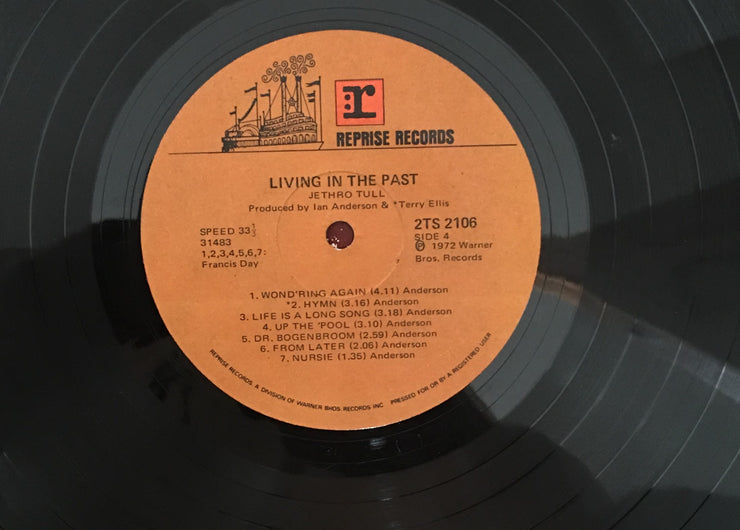 r
REPRISE RECORDS
LIVING IN THE PAST
JETHRO TULL
Produced by Ian Anderson & *Terry Ellis
SPEED 33⅓
31483
1,2,3,4,5,6,7:
Francis Day
2TS 2106
SIDE 4
Ⓟ 1972 Warner
Bros. Records
1. WOND'RING AGAIN (4.11) Anderson
*2. HYMN (3.16) Anderson
3. LIFE IS A LONG SONG (3.18) Anderson
4. UP THE 'POOL (3.10) Anderson
5. DR. BOGENBROOM (2.59) Anderson
6. FROM LATER (2.06) Anderson
7. NURSIE (1.35) Anderson
REPRISE RECORDS, A DIVISION OF WARNER BROS. RECORDS INC. PRESSED FOR OR BY A REGISTERED USER